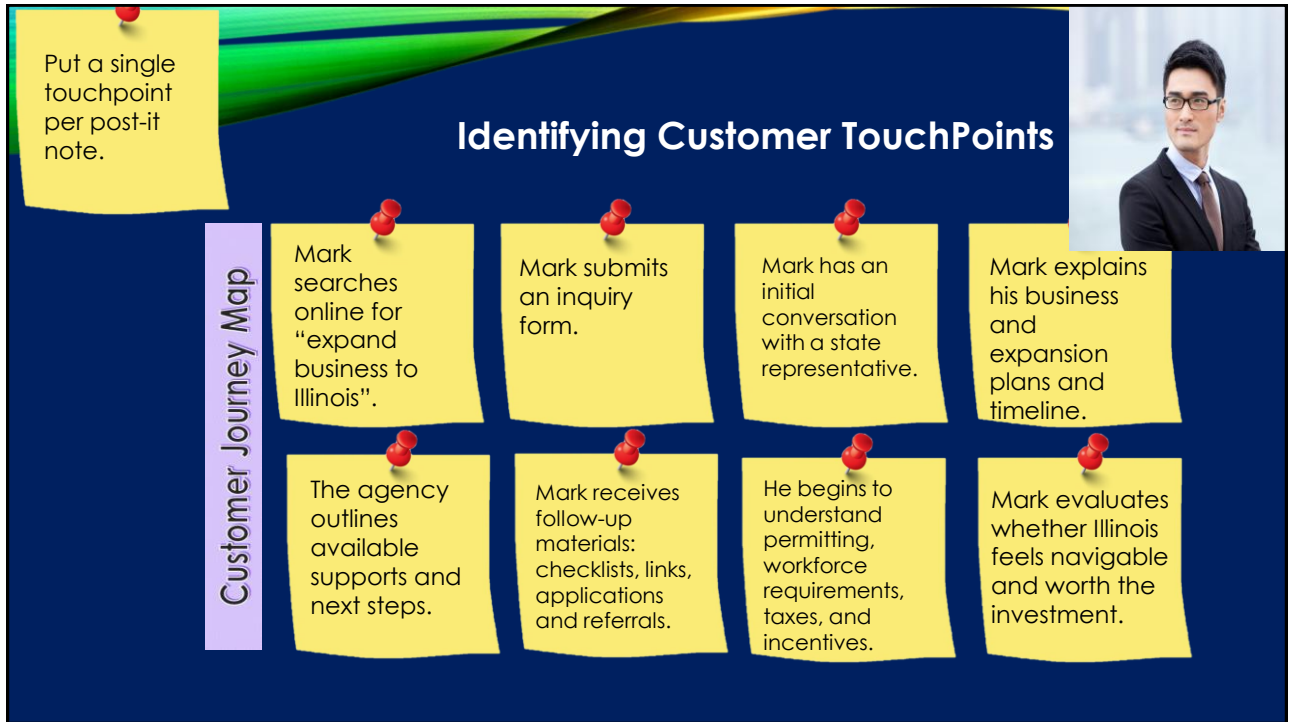 Put a single
touchpoint
per post-it
note.
Identifying Customer TouchPoints
Customer Journey Map
Mark
searches
online for
“expand
business to
Illinois”.
Mark submits
an inquiry
form.
Mark has an
initial
conversation
with a state
representative.
Mark explains
his business
and
expansion
plans and
timeline.
The agency
outlines
available
supports and
next steps.
Mark receives
follow-up
materials:
checklists, links,
applications
and referrals.
He begins to
understand
permitting,
workforce
requirements,
taxes, and
incentives.
Mark evaluates
whether Illinois
feels navigable
and worth the
investment.